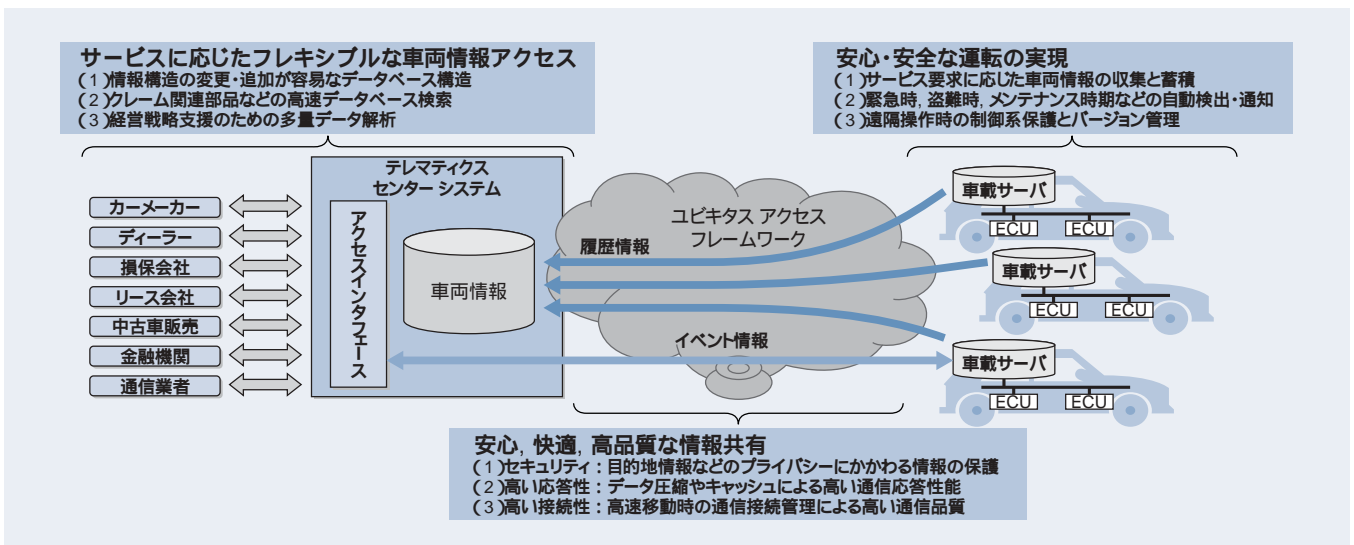 サービスに応じたフレキシブルな車両情報アクセス
(1)情報構造の変更・追加が容易なデータベース構造
(2)クレーム関連部品などの高速データベース検索
(3)経営戦略支援のための多量データ解析
安心・安全な運転の実現
(1)サービス要求に応じた車両情報の収集と蓄積
(2)緊急時, 盗難時, メンテナンス時期などの自動検出・通知
(3)遠隔操作時の制御系保護とバージョン管理
カーメーカー
ディーラー
損保会社
リース会社
中古車販売
金融機関
通信業者
テレマティクス
センター システム
アクセスインタフェース
車両情報
ユビキタス アクセス
フレームワーク
履歴情報
イベント情報
車載サーバ
ECU ECU
車載サーバ
ECU ECU
車載サーバ
ECU ECU
安心, 快適, 高品質な情報共有
(1)セキュリティ：目的地情報などのプライバシーにかかわる情報の保護
(2)高い応答性：データ圧縮やキャッシュによる高い通信応答性能
(3)高い接続性：高速移動時の通信接続管理による高い通信品質